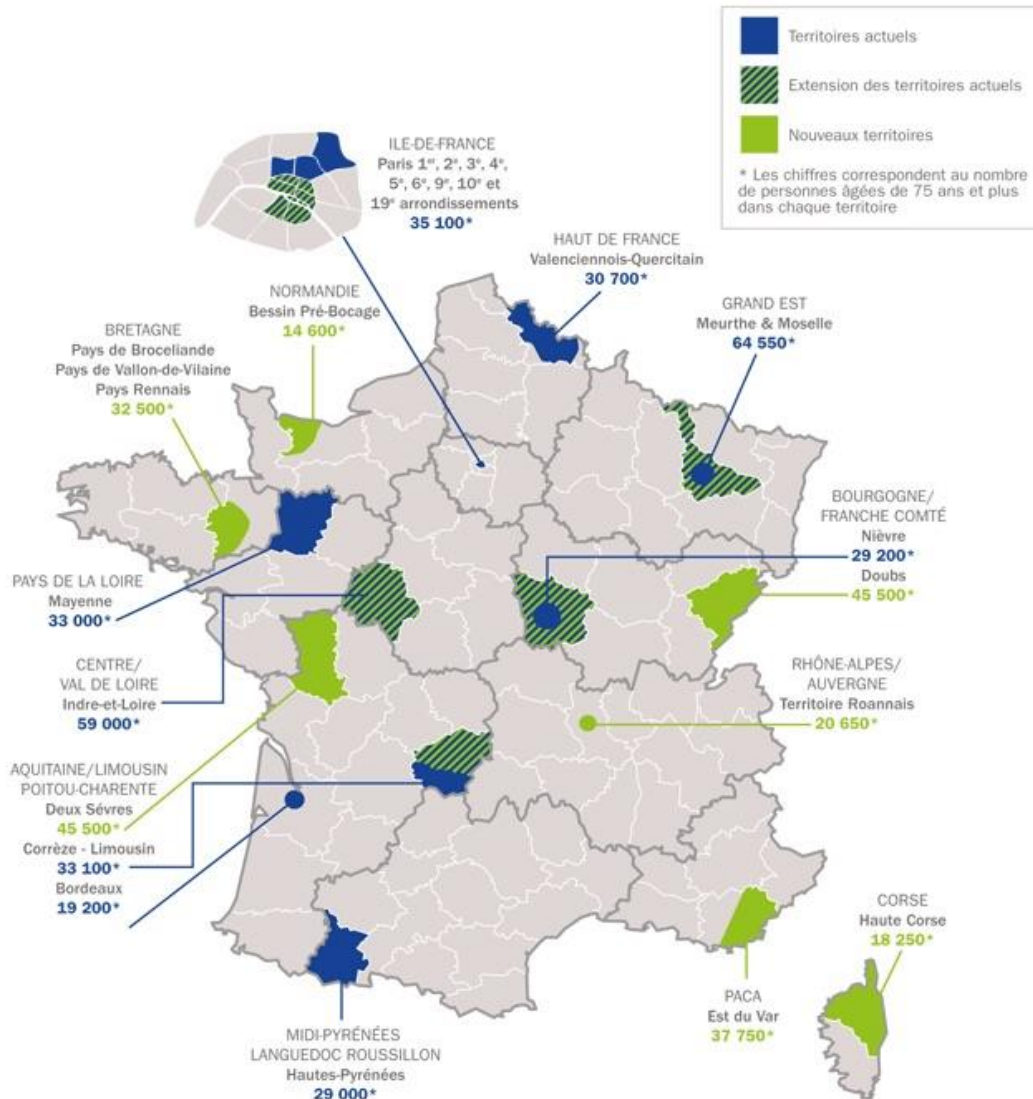 Territoires actuels
Extension des territoires actuels
Nouveaux territoires
* Les chiffres correspondent au nombre
de personnes âgées de 75 ans et plus
dans chaque territoire
ILE-DE-FRANCE
Paris 1er, 2e, 3e, 4e,
5e, 6e, 9e, 10e et
19e arrondissements
35 100*
HAUT DE FRANCE
Valenciennois-Quercitain
30 700*
NORMANDIE
Bessin Pré-Bocage
14 600*
GRAND EST
Meurthe & Moselle
64 550*
BRETAGNE
Pays de Broceliande
Pays de Vallon-de-Vilaine
Pays Rennais
32 500*
BOURGOGNE/
FRANCHE COMTÉ
Nièvre
29 200*
Doubs
45 500*
PAYS DE LA LOIRE
Mayenne
33 000*
CENTRE/
VAL DE LOIRE
Indre-et-Loire
59 000*
RHÔNE-ALPES/
AUVERGNE
Territoire Roannais
20 650*
AQUITAINE/LIMOUSIN
POITOU-CHARENTE
Deux Sévres
45 500*
Corrèze - Limousin
33 100*
Bordeaux
19 200*
CORSE
Haute Corse
18 250*
PACA
Est du Var
37 750*
MIDI-PYRÉNÉES
LANGUEDOC ROUSSILLON
Hautes-Pyrénées
29 000*